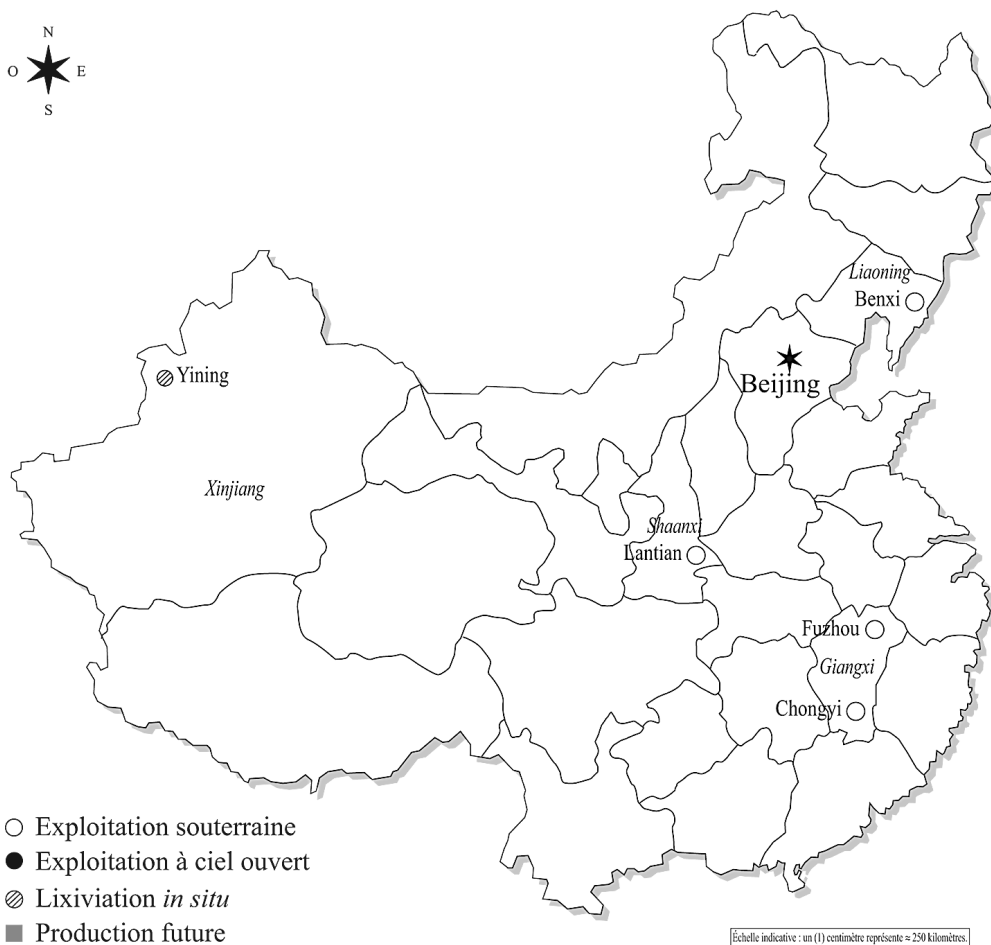 N
O E
S
Liaoning
Benxi
Beijing
Yining
Xinjiang
Shaanxi
Lantian
Fuzhou
Giangxi
Chongyi
Exploitation souterraine
Exploitation à ciel ouvert
Lixiviation in situ
Production future
Échelle indicative : un (1) centimètre représente ≈ 250 kilomètres.